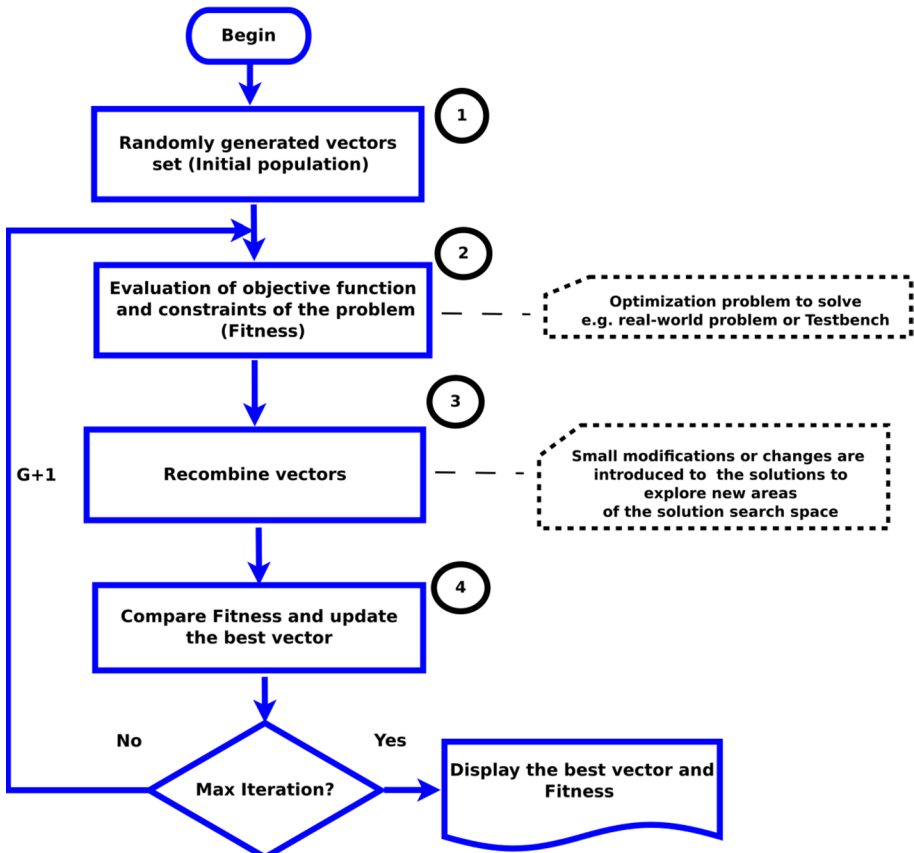 Begin
1
Randomly generated vectors
set (Initial population)
2
Evaluation of objective function
and constraints of the problem
(Fitness)
Optimization problem to solve
e.g. real-world problem or Testbench
3
Recombine vectors
Small modifications or changes are
introduced to the solutions to
explore new areas
of the solution search space
G+1
4
Compare Fitness and update
the best vector
No
Yes
Max Iteration?
Display the best vector and
Fitness